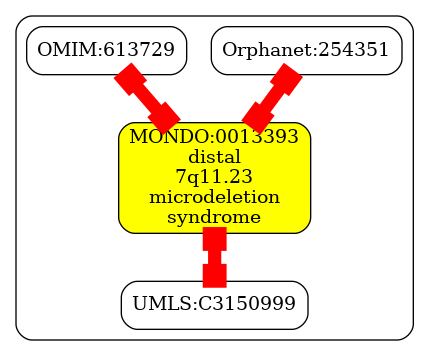 OMIM:613729
Orphanet:254351
MONDO:0013393
distal
7q11.23
microdeletion
syndrome
UMLS:C3150999